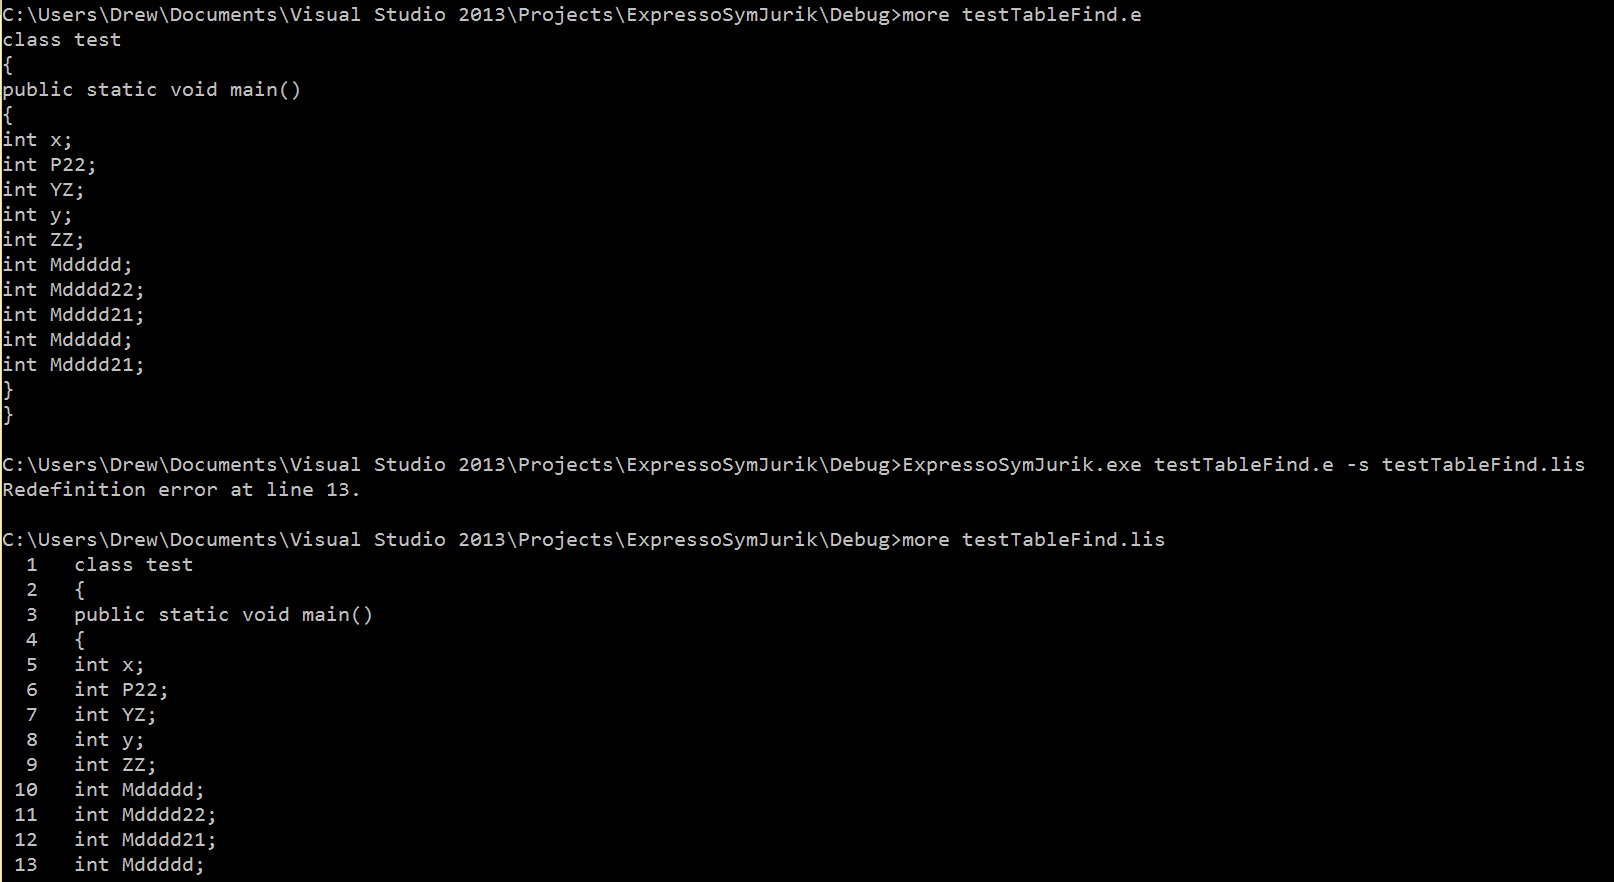 C:\Users\Drew\Documents\Visual Studio 2013\Projects\ExpressoSymJurik\Debug>more testTableFind.e
class test
{
public static void main()
{
int x;
int P22;
int YZ;
int y;
int ZZ;
int Mddddd;
int Mdddd22;
int Mdddd21;
int Mddddd;
int Mdddd21;
}
}
C:\Users\Drew\Documents\Visual Studio 2013\Projects\ExpressoSymJurik\Debug>ExpressoSymJurik.exe testTableFind.e -s testTableFind.lis
Redefinition error at line 13.
C:\Users\Drew\Documents\Visual Studio 2013\Projects\ExpressoSymJurik\Debug>more testTableFind.lis
1 class test
2 {
3 public static void main()
4 {
5 int x;
6 int P22;
7 int YZ;
8 int y;
9 int ZZ;
10 int Mddddd;
11 int Mdddd22;
12 int Mdddd21;
13 int Mddddd;